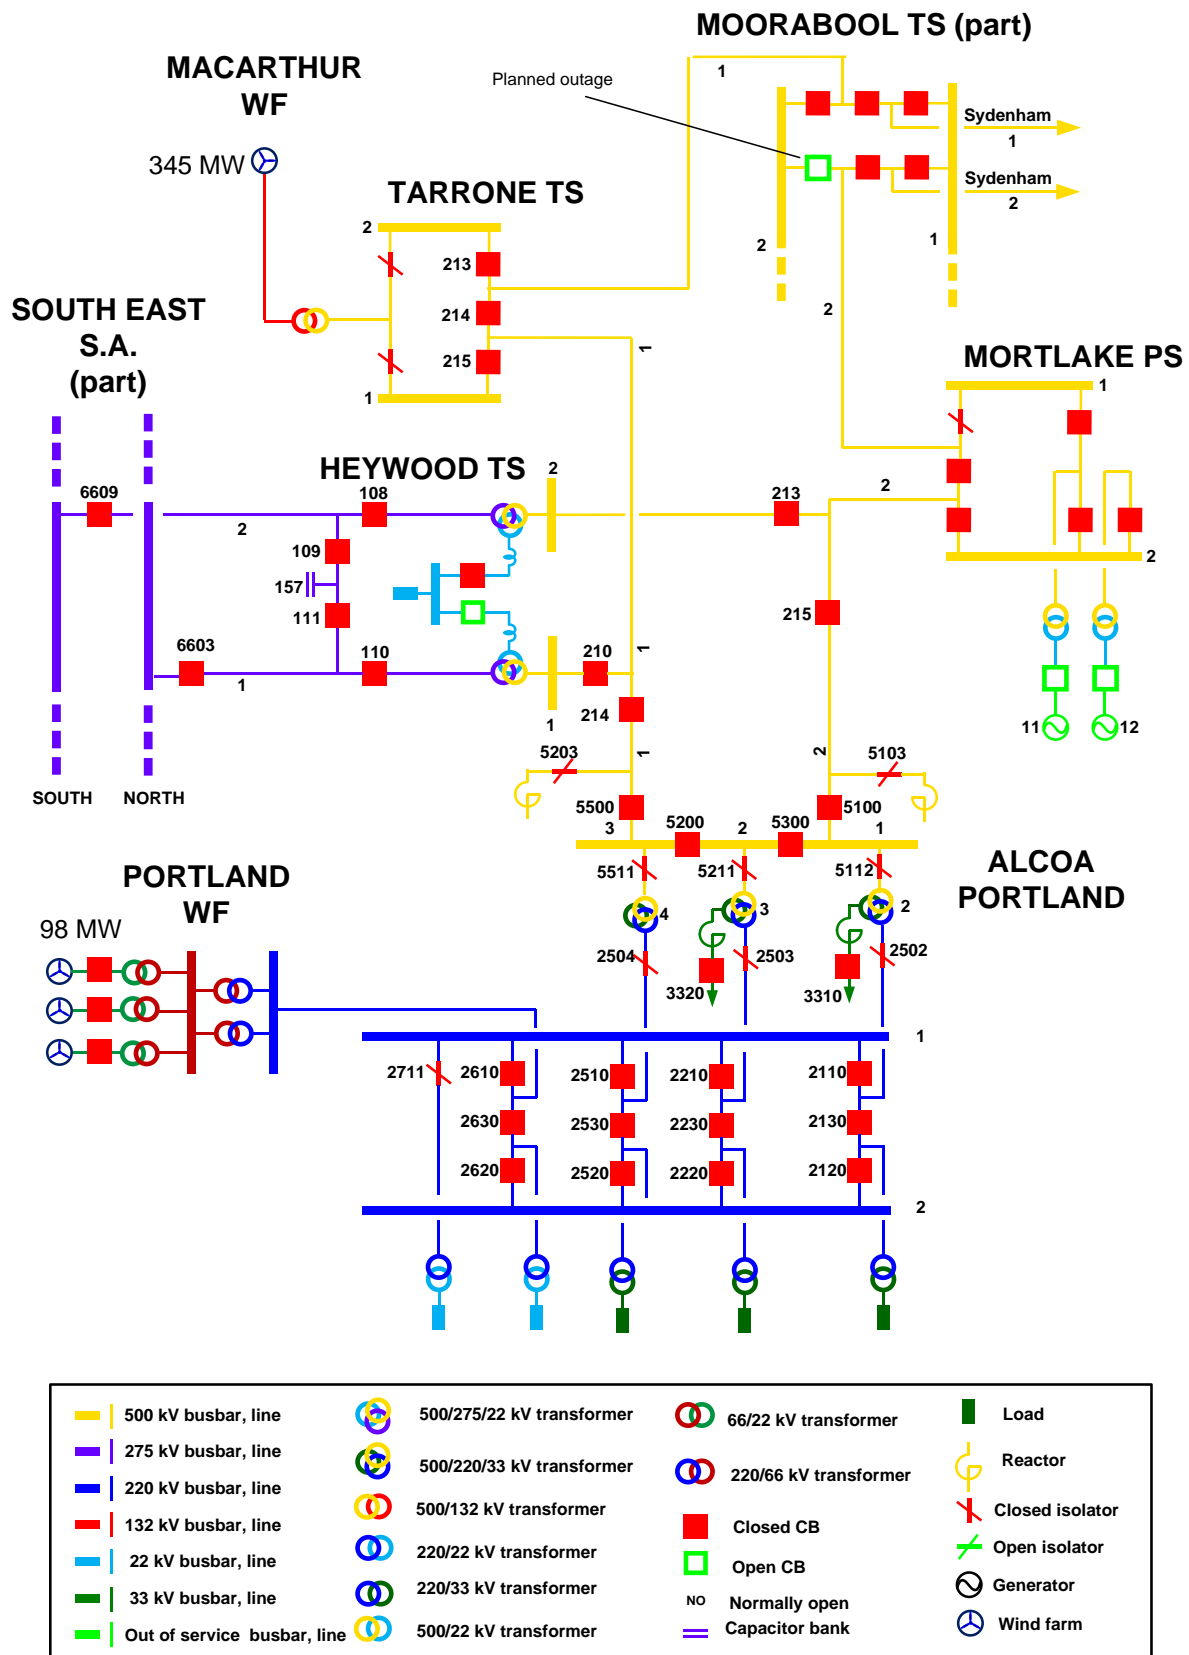 MOORABOOL TS (part)
MACARTHUR
WF
Planned outage
1
Sydenham
1
Sydenham
2
345 MW
TARRONE TS
2
213
214
215
1
2
1
2
1
SOUTH EAST
S.A.
(part)
MORTLAKE PS
1
2
2
11
12
HEYWOOD TS
2
6609
108
2
109
157
111
6603
110
1
213
215
210
1
1
214
1
2
SOUTH
NORTH
5203
5103
5500
5200
5300
5100
3
2
1
5511
5211
5112
4
3
2
2504
2503
2502
3320
3310
ALCOA
PORTLAND
PORTLAND
WF
98 MW
1
2711
2610
2510
2210
2110
2630
2530
2230
2130
2620
2520
2220
2120
2
500 kV busbar, line
275 kV busbar, line
220 kV busbar, line
132 kV busbar, line
22 kV busbar, line
33 kV busbar, line
Out of service busbar, line
500/275/22 kV transformer
500/220/33 kV transformer
500/132 kV transformer
220/22 kV transformer
220/33 kV transformer
500/22 kV transformer
66/22 kV transformer
220/66 kV transformer
Closed CB
Open CB
NO Normally open
Capacitor bank
Load
Reactor
Closed isolator
Open isolator
Generator
Wind farm